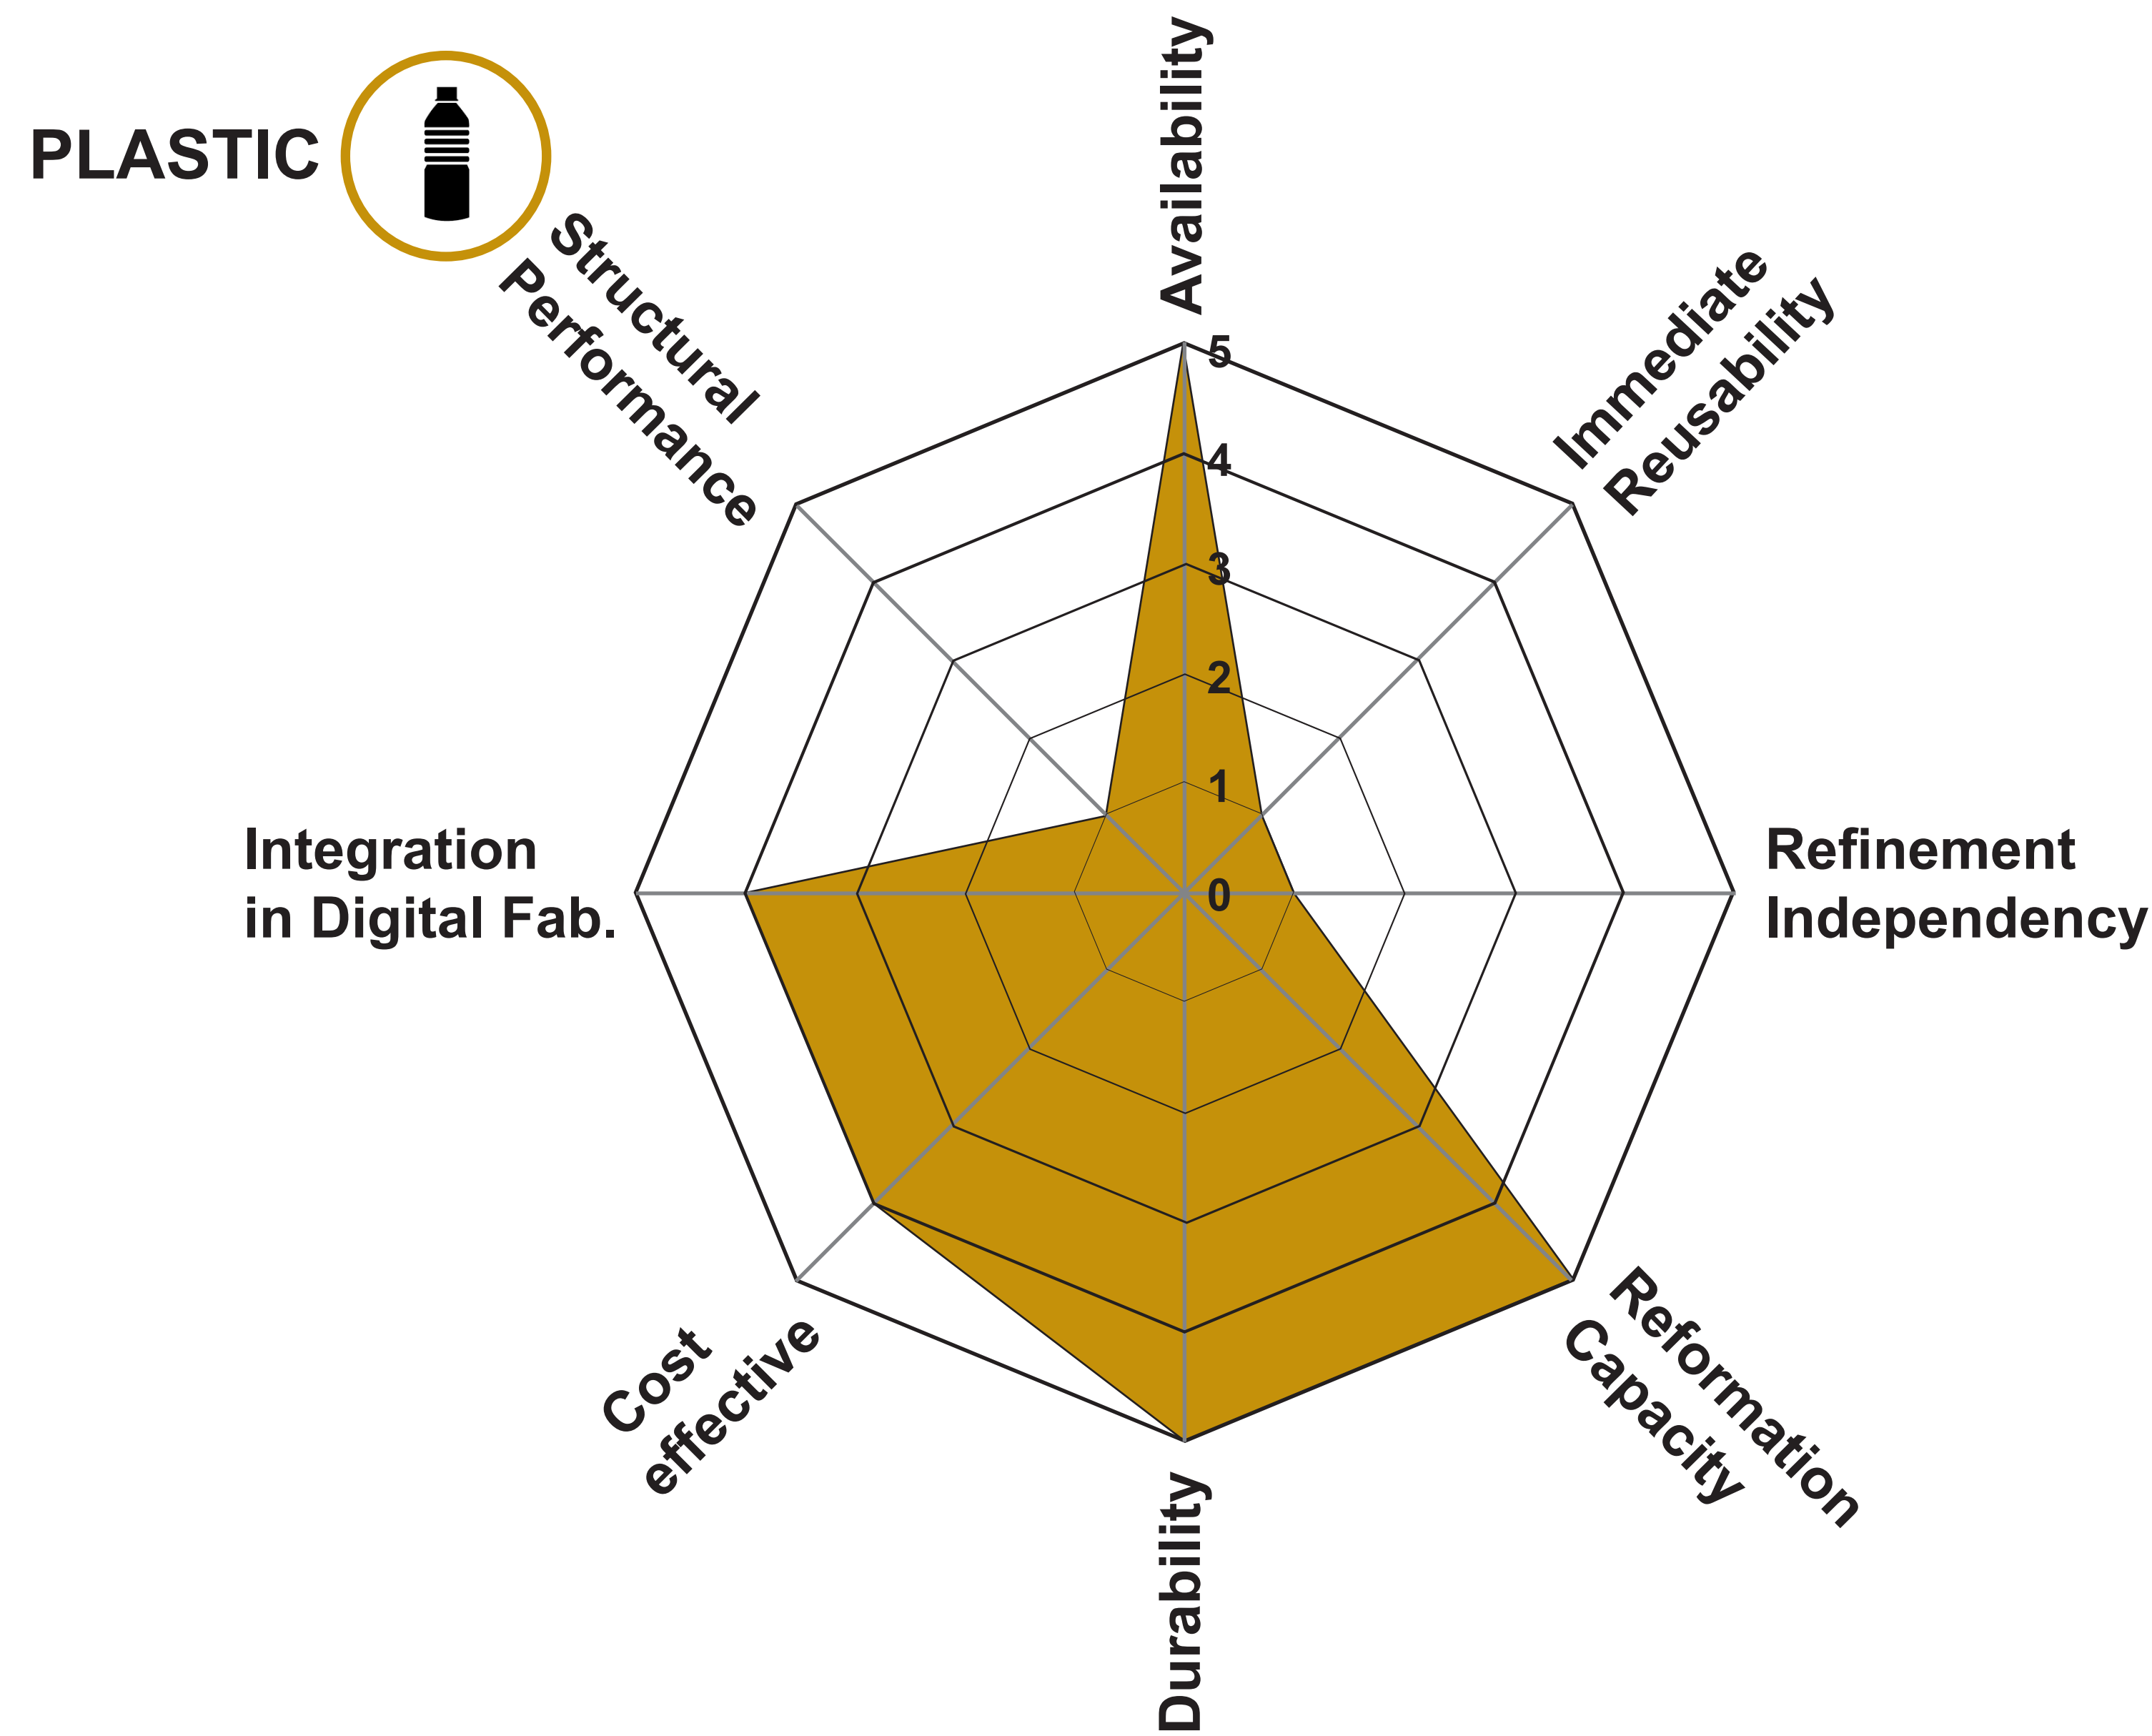 PLASTIC
Availability
Structural
Performance
Immediate
Reusability
5
4
3
2
1
0
Integration
in Digital Fab.
Refinement
Independency
Cost
effective
Reformation
Capacity
Durability